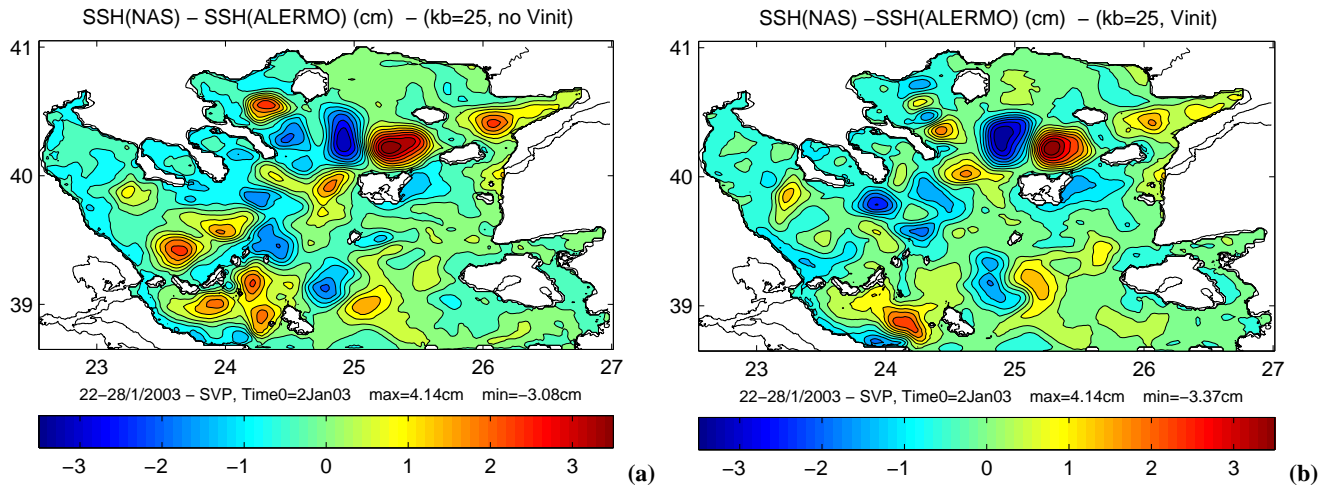 SSH(NAS) − SSH(ALERMO) (cm)  − (kb=25, no Vinit)
41
40
39
23 24 25 26 27
22−28/1/2003 − SVP, Time0=2Jan03 max=4.14cm min=−3.08cm
−3 −2 −1 0 1 2 3
(a)
SSH(NAS) −SSH(ALERMO) (cm)  − (kb=25, Vinit)
41
40
39
23 24 25 26 27
22−28/1/2003 − SVP, Time0=2Jan03 max=4.14cm min=−3.37cm
−3 −2 −1 0 1 2 3
(b)